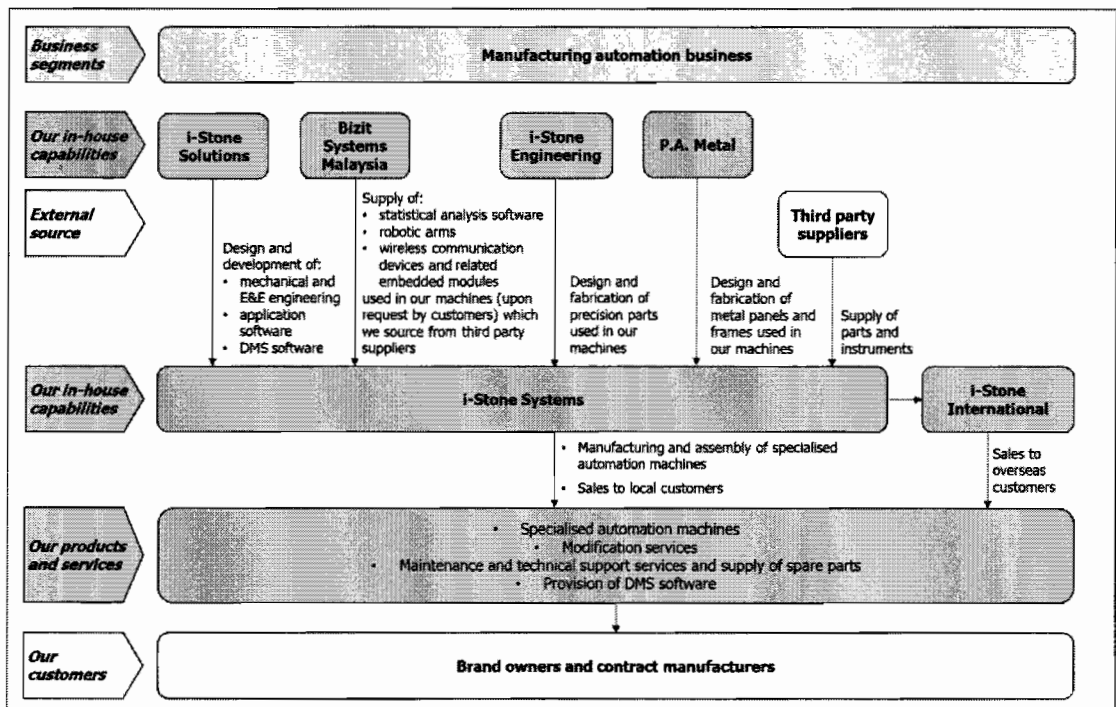 Business
segments
Manufacturing automation business
Our in-house
capabilities
i-Stone
Solutions
Bizit
Systems
Malaysia
i-Stone
Engineering
P.A. Metal
External
source
Third party
suppliers
Design and
development of:
• mechanical and
E&E engineering
• application
software
• DMS software
Supply of:
• statistical analysis software
• robotic arms
• wireless communication
devices and related
embedded modules
used in our machines (upon
request by customers) which
we source from third party
suppliers
Design and
fabrication of
precision parts
used in our
machines
Design and
fabrication of
metal panels and
frames used in
our machines
Supply of
parts and
instruments
Our in-house
capabilities
i-Stone Systems
i-Stone
International
• Manufacturing and assembly of specialised
automation machines
• Sales to local customers
Sales to
overseas
customers
Our products
and services
• Specialised automation machines
• Modification services
• Maintenance and technical support services and supply of spare parts
• Provision of DMS software
Our
customers
Brand owners and contract manufacturers